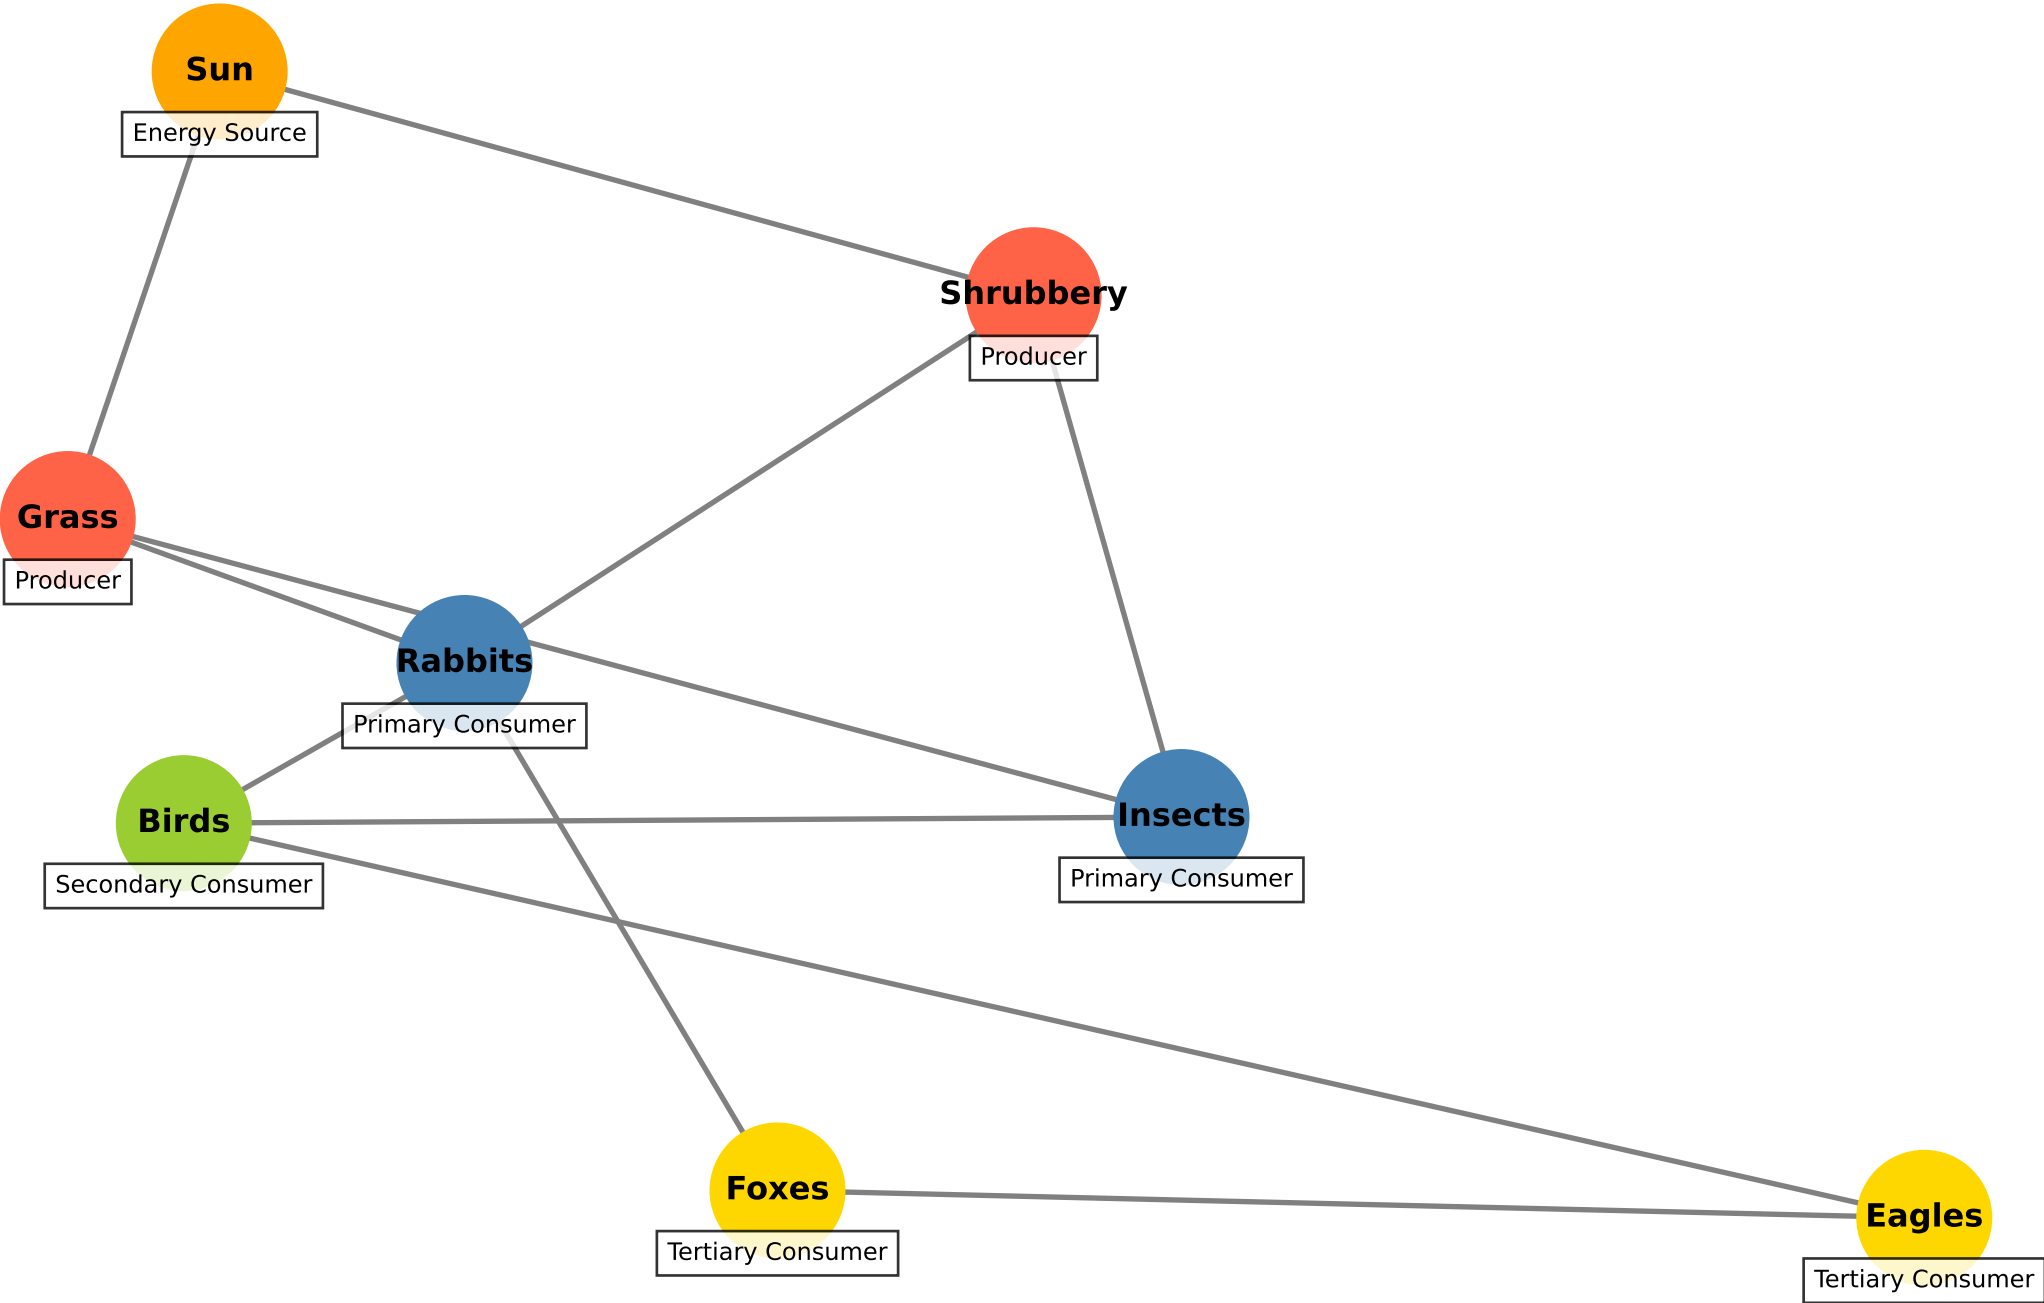 Sun
Energy Source
Shrubbery
Producer
Grass
Producer
Rabbits
Primary Consumer
Birds
Secondary Consumer
Insects
Primary Consumer
Foxes
Tertiary Consumer
Eagles
Tertiary Consumer